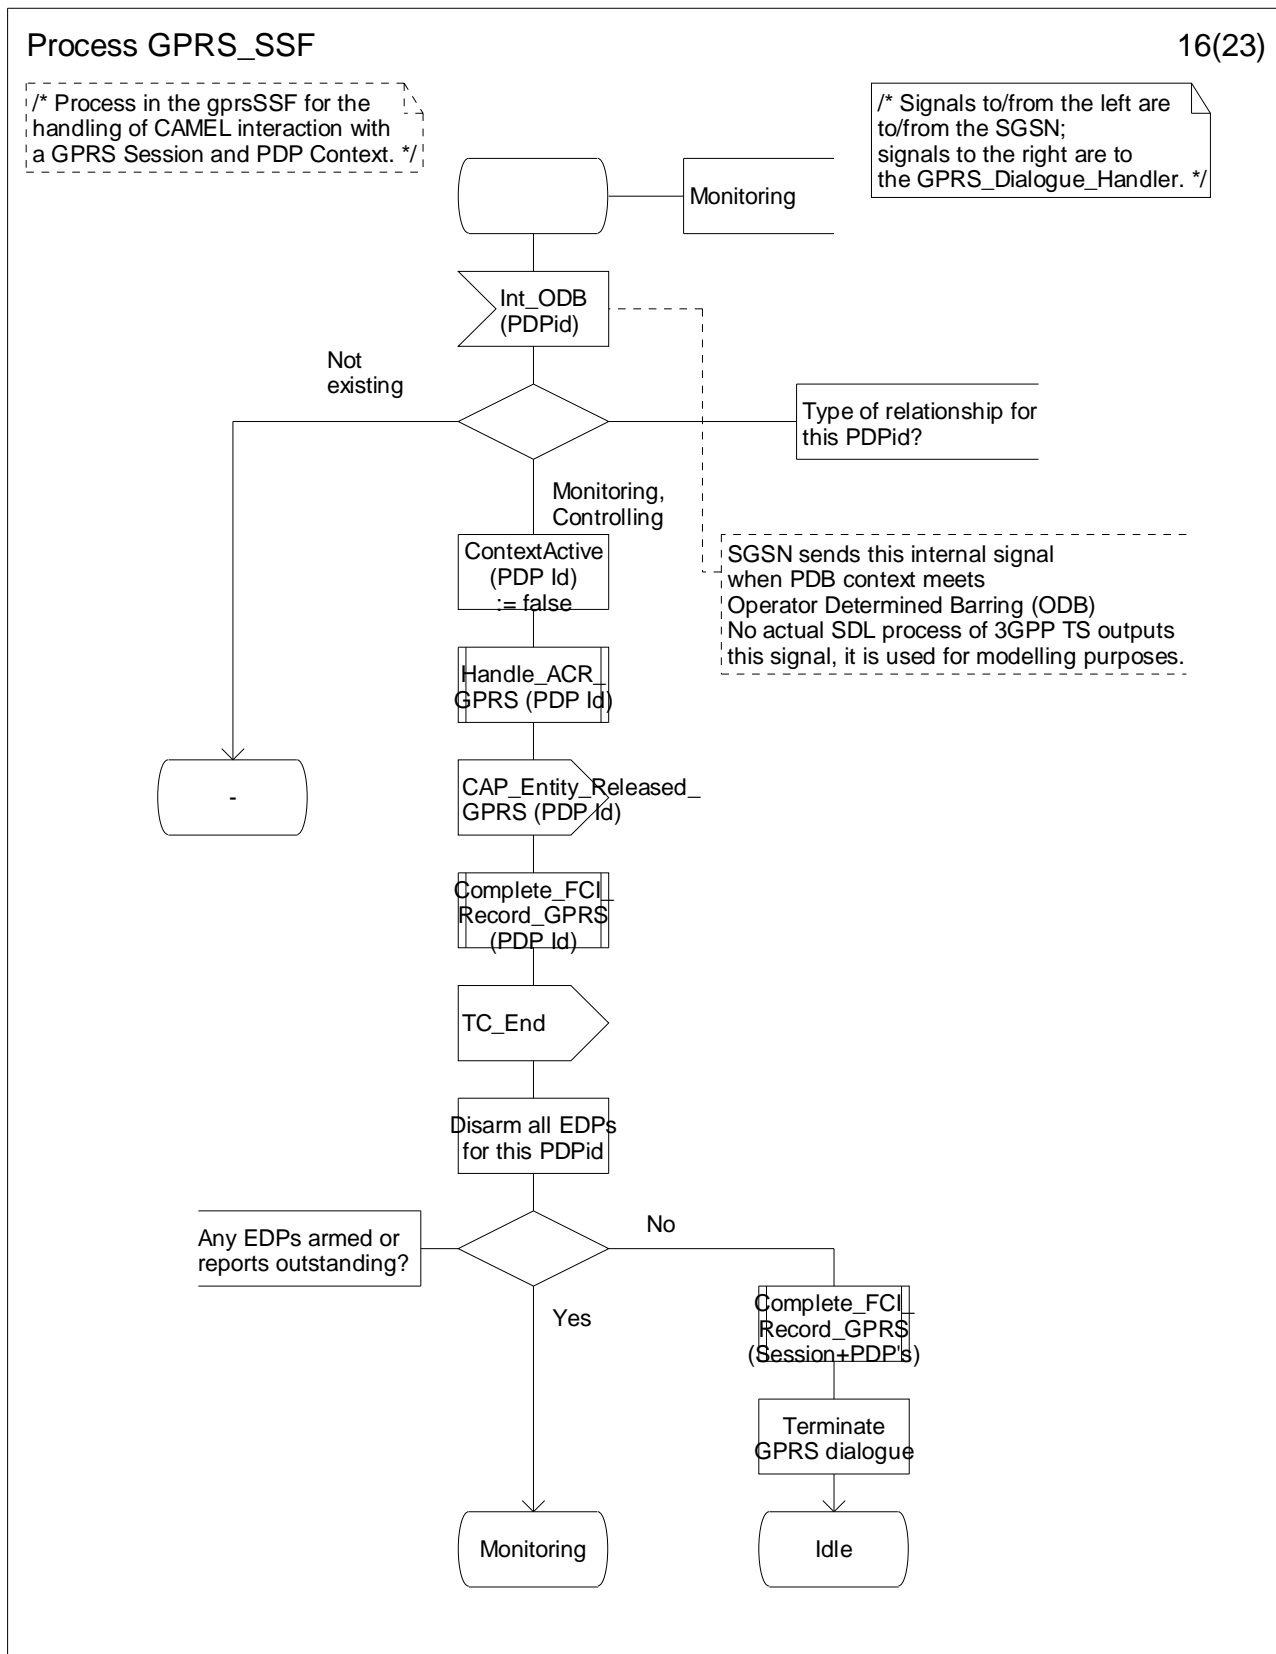 Process GPRS_SSF
16(23)
/* Process in the gprsSSF for the
handling of CAMEL interaction with
a GPRS Session and PDP Context. */
/* Signals to/from the left are
to/from the SGSN;
signals to the right are to
the GPRS_Dialogue_Handler. */
Monitoring
Int_ODB
(PDPid)
Not
existing
Type of relationship for
this PDPid?
Monitoring,
Controlling
ContextActive
(PDP Id)
:= false
SGSN sends this internal signal
when PDB context meets
Operator Determined Barring (ODB)
No actual SDL process of 3GPP TS outputs
this signal, it is used for modelling purposes.
Handle_ACR_
GPRS (PDP Id)
-
CAP_Entity_Released_
GPRS (PDP Id)
Complete_FCI_
Record_GPRS
(PDP Id)
TC_End
Disarm all EDPs
for this PDPid
Any EDPs armed or
reports outstanding?
No
Yes
Complete_FCI_
Record_GPRS
(Session+PDP's)
Terminate
GPRS dialogue
Monitoring
Idle